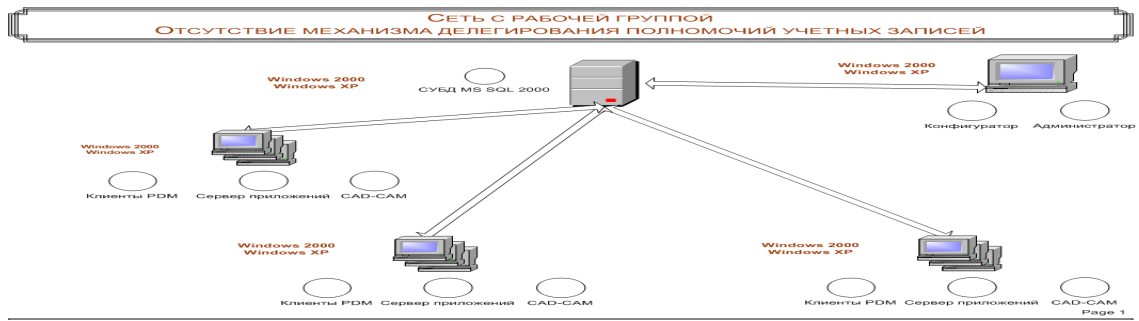 Сеть с рабочей группой
Отсутствие механизма делегирования полномочий учетных записей
Windows 2000
Windows XP
СУБД MS SQL 2000
Windows 2000
Windows XP
Конфигуратор
Администратор
Windows 2000
Windows XP
Клиенты PDM
Сервер приложений
CAD-CAM
Windows 2000
Windows XP
Клиенты PDM
Сервер приложений
CAD-CAM
Windows 2000
Windows XP
Клиенты PDM
Сервер приложений
CAD-CAM
Page 1